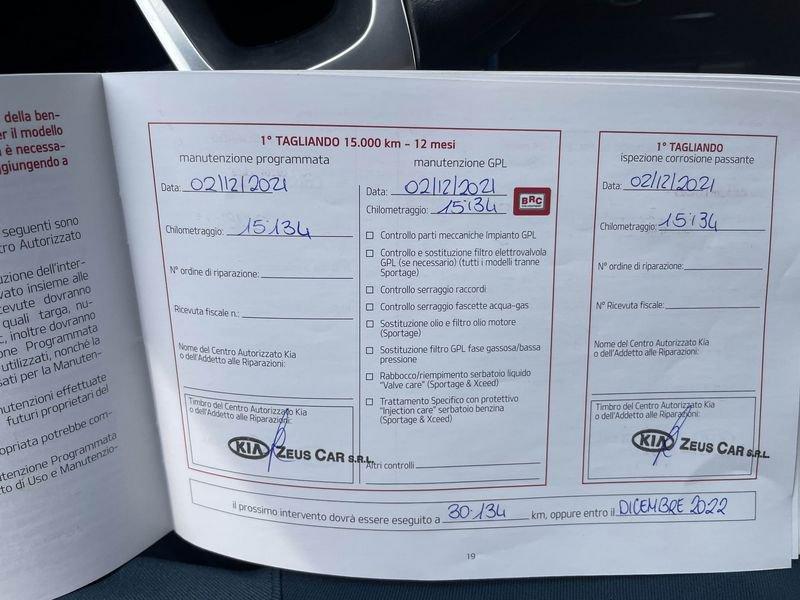 della ben-
er il modello
è necessa-
ggiungendo a
seguenti sono
ntro Autorizzato
uzione dell'inter-
vato insieme alle
cevute dovranno
quali targa, nu-
c, inoltre dovranno
one Programmata
utilizzati, nonché la
sati per la Manuten-
nutenzioni effettuate
futuri proprietari del
opriata potrebbe com-
utenzione Programmata
to di Uso e Manutenzio-
1° TAGLIANDO 15.000 km - 12 mesi
manutenzione programmata
Data: 02/12/2021
Chilometraggio: 15134
N° ordine di riparazione:
Ricevuta fiscale n.:
Nome del Centro Autorizzato Kia
o dell'Addetto alle Riparazioni:
Timbro del Centro Autorizzato Kia
o dell'Addetto alle Riparazioni:
KIA ZEUS CAR S.R.L.
manutenzione GPL
Data: 02/12/2021
Chilometraggio: 15134
BRC
Controllo parti meccaniche Impianto GPL
Controllo e sostituzione filtro elettrovalvola
GPL (se necessario) (tutti i modelli tranne
Sportage)
Controllo serraggio raccordi
Controllo serraggio fascette acqua-gas
Sostituzione olio e filtro olio motore
(Sportage)
Sostituzione filtro GPL fase gassosa/bassa
pressione
Rabbocco/riempimento serbatoio liquido
"Valve care" (Sportage & Xceed)
Trattamento Specifico con protettivo
"Injection care" serbatoio benzina
(Sportage & Xceed)
Altri controlli
1° TAGLIANDO
ispezione corrosione passante
Data: 02/12/2021
Chilometraggio: 15134
N° ordine di riparazione:
N° Ricevuta fiscale:
Nome del Centro Autorizzato Kia
o dell'Addetto alle Riparazioni:
Timbro del Centro Autorizzato Kia
o dell'Addetto alle Riparazioni:
KIA ZEUS CAR S.R.L.
il prossimo intervento dovrà essere eseguito a 30.134 km, oppure entro il DICEMBRE 2022
19